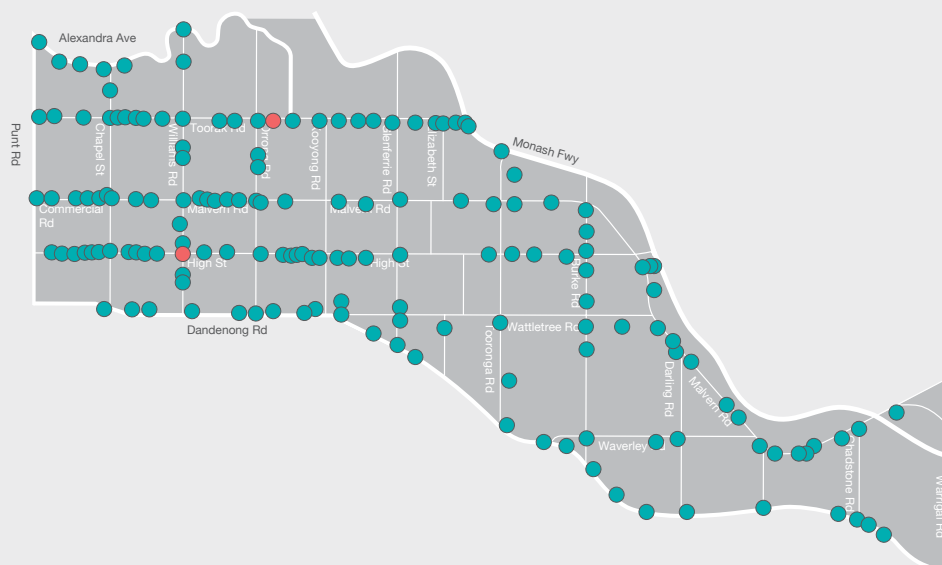 Alexandra Ave
Punt Rd
Chapel St
Williams Rd
Toorak Rd
Kooyong Rd
Glenferrie Rd
Elizabeth St
Monash Fwy
Commercial
Rd
Malvern Rd
Malvern Rd
High St
High St
Burke Rd
Dandenong Rd
Tooronga Rd
Wattletree Rd
Darling Rd
Malvern Rd
Waverley Rd
Chadstone Rd